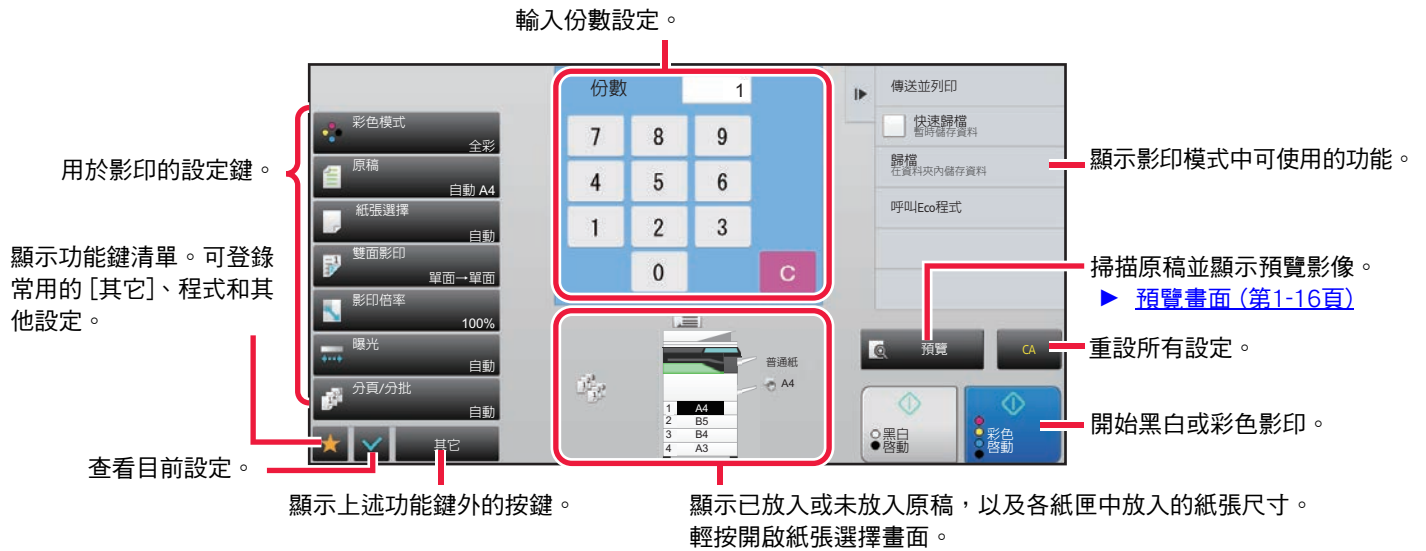 輸入份數設定。
份數
1
7
8
9
4
5
6
1
2
3
0
C
彩色模式
全彩
原稿
自動 A4
紙張選擇
自動
雙面影印
單面→單面
影印倍率
100%
曝光
自動
分頁/分批
自動
其它
用於影印的設定鍵。
顯示功能鍵清單。可登錄
常用的 [其它]、程式和其
他設定。
查看目前設定。
顯示上述功能鍵外的按鍵。
普通紙
A4
1 A4
2 B5
3 B4
4 A3
顯示已放入或未放入原稿,以及各紙匣中放入的紙張尺寸。
輕按開啟紙張選擇畫面。
傳送並列印
快速歸檔
暫時儲存資料
歸檔
在資料夾內儲存資料
呼叫Eco程式
預覽
CA
黑白
啓動
彩色
啓動
顯示影印模式中可使用的功能。
掃描原稿並顯示預覽影像。
► 預覽畫面 (第1-16頁)
重設所有設定。
開始黑白或彩色影印。